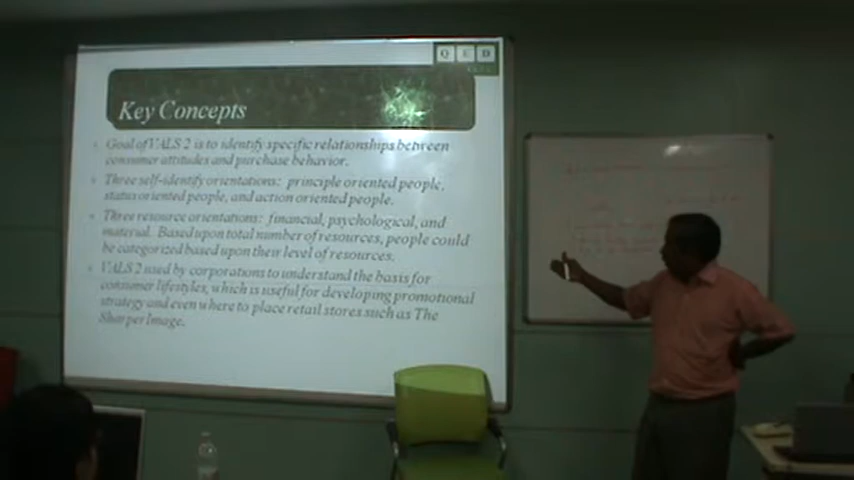 Q E D
Key Concepts
Goal of VALS 2 is to identify specific relationships between
consumer attitudes and purchase behavior.
Three self-identify orientations: principle oriented people,
status oriented people, and action oriented people.
Three resource orientations: financial, psychological, and
material. Based upon total number of resources, people could
be categorized based upon their level of resources.
VALS 2 used by corporations to understand the basis for
consumer lifestyles, which is useful for developing promotional
strategy and even where to place retail stores such as The
Sharper Image.